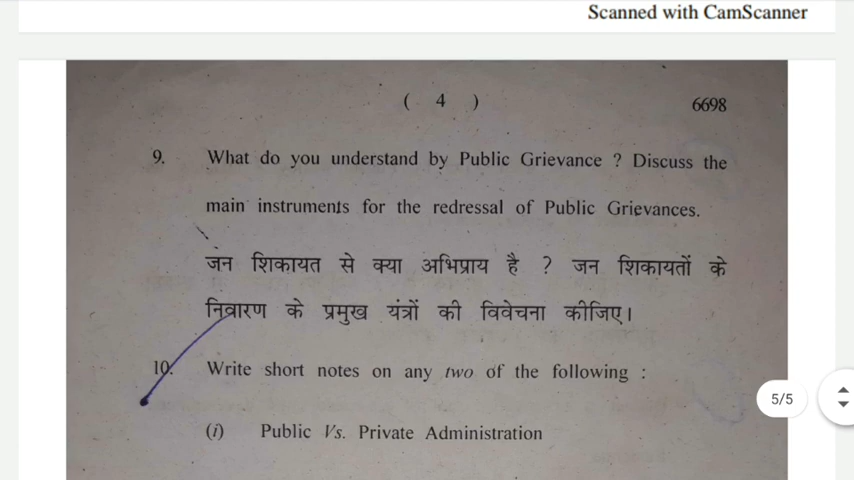 Scanned with CamScanner
( 4 )
6698
9. What do you understand by Public Grievance ? Discuss the
main instruments for the redressal of Public Grievances.
जन शिकायत से क्या अभिप्राय है ? जन शिकायतों के
निवारण के प्रमुख यंत्रों की विवेचना कीजिए।
10. Write short notes on any two of the following :
5/5
(i) Public Vs. Private Administration